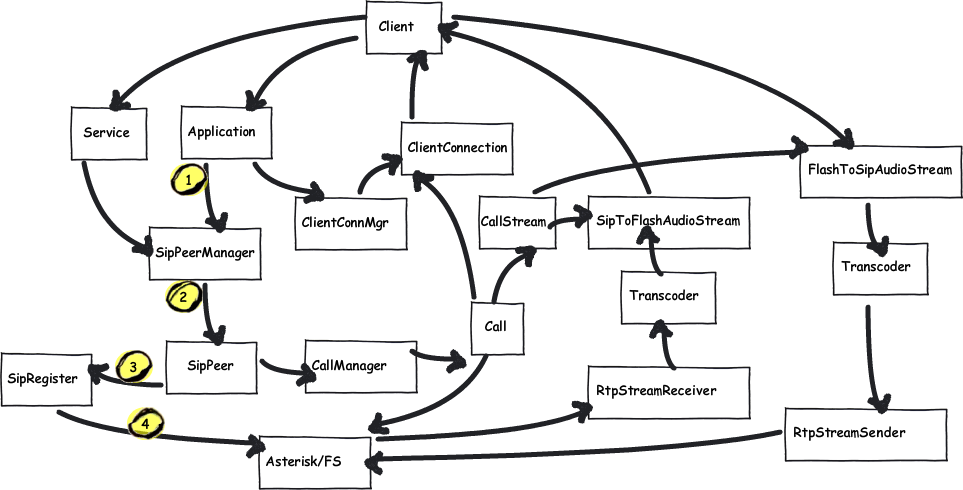 Client
Service
Application
ClientConnection
FlashToSipAudioStream
1
ClientConnMgr
CallStream
SipToFlashAudioStream
SipPeerManager
Transcoder
2
Transcoder
Call
3
SipPeer
CallManager
SipRegister
RtpStreamReceiver
4
RtpStreamSender
Asterisk/FS